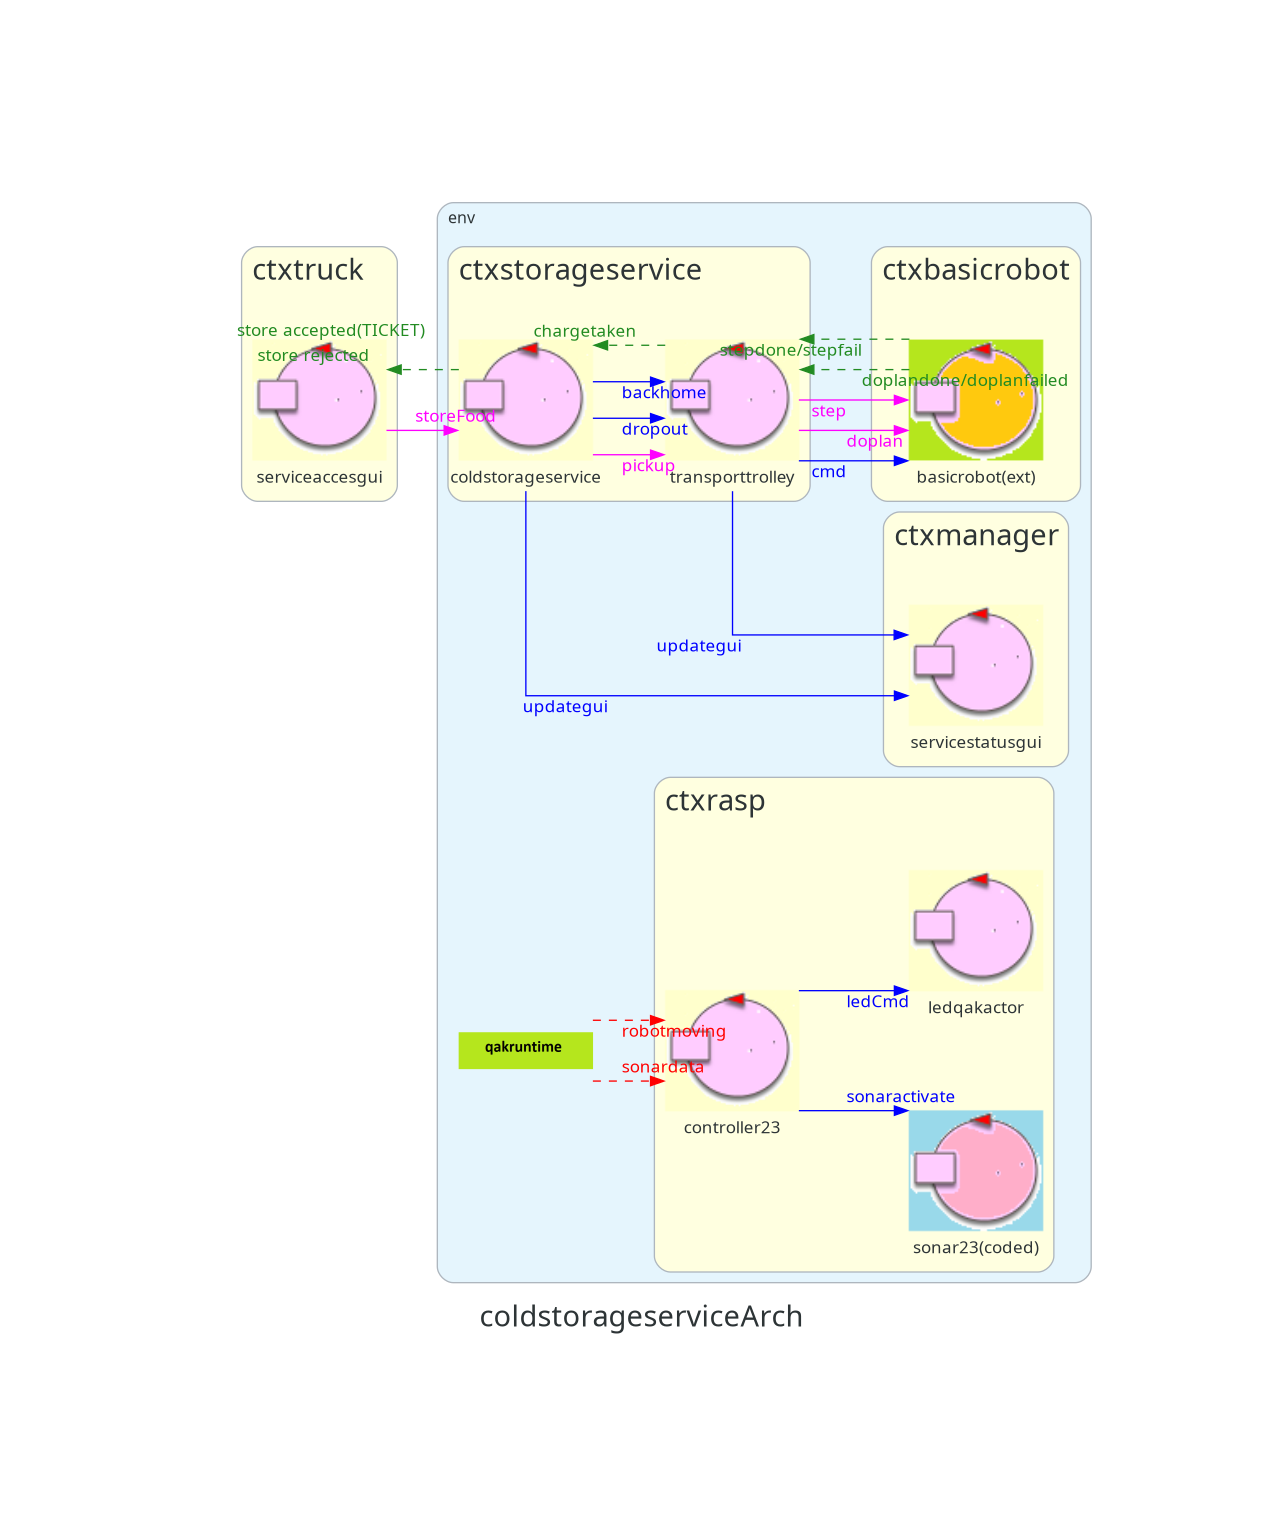 env
ctxtruck
ctxstorageservice
ctxbasicrobot
store accepted(TICKET)
store rejected
storeFood
serviceaccesgui
chargetaken
backhome
dropout
pickup
coldstorageservice
transporttrolley
stepdone/stepfail
doplandone/doplanfailed
step
doplan
cmd
basicrobot(ext)
ctxmanager
updategui
updategui
servicestatusgui
ctxrasp
ledCmd
ledqakactor
qakruntime
robotmoving
sonardata
controller23
sonaractivate
sonar23(coded)
coldstorageserviceArch